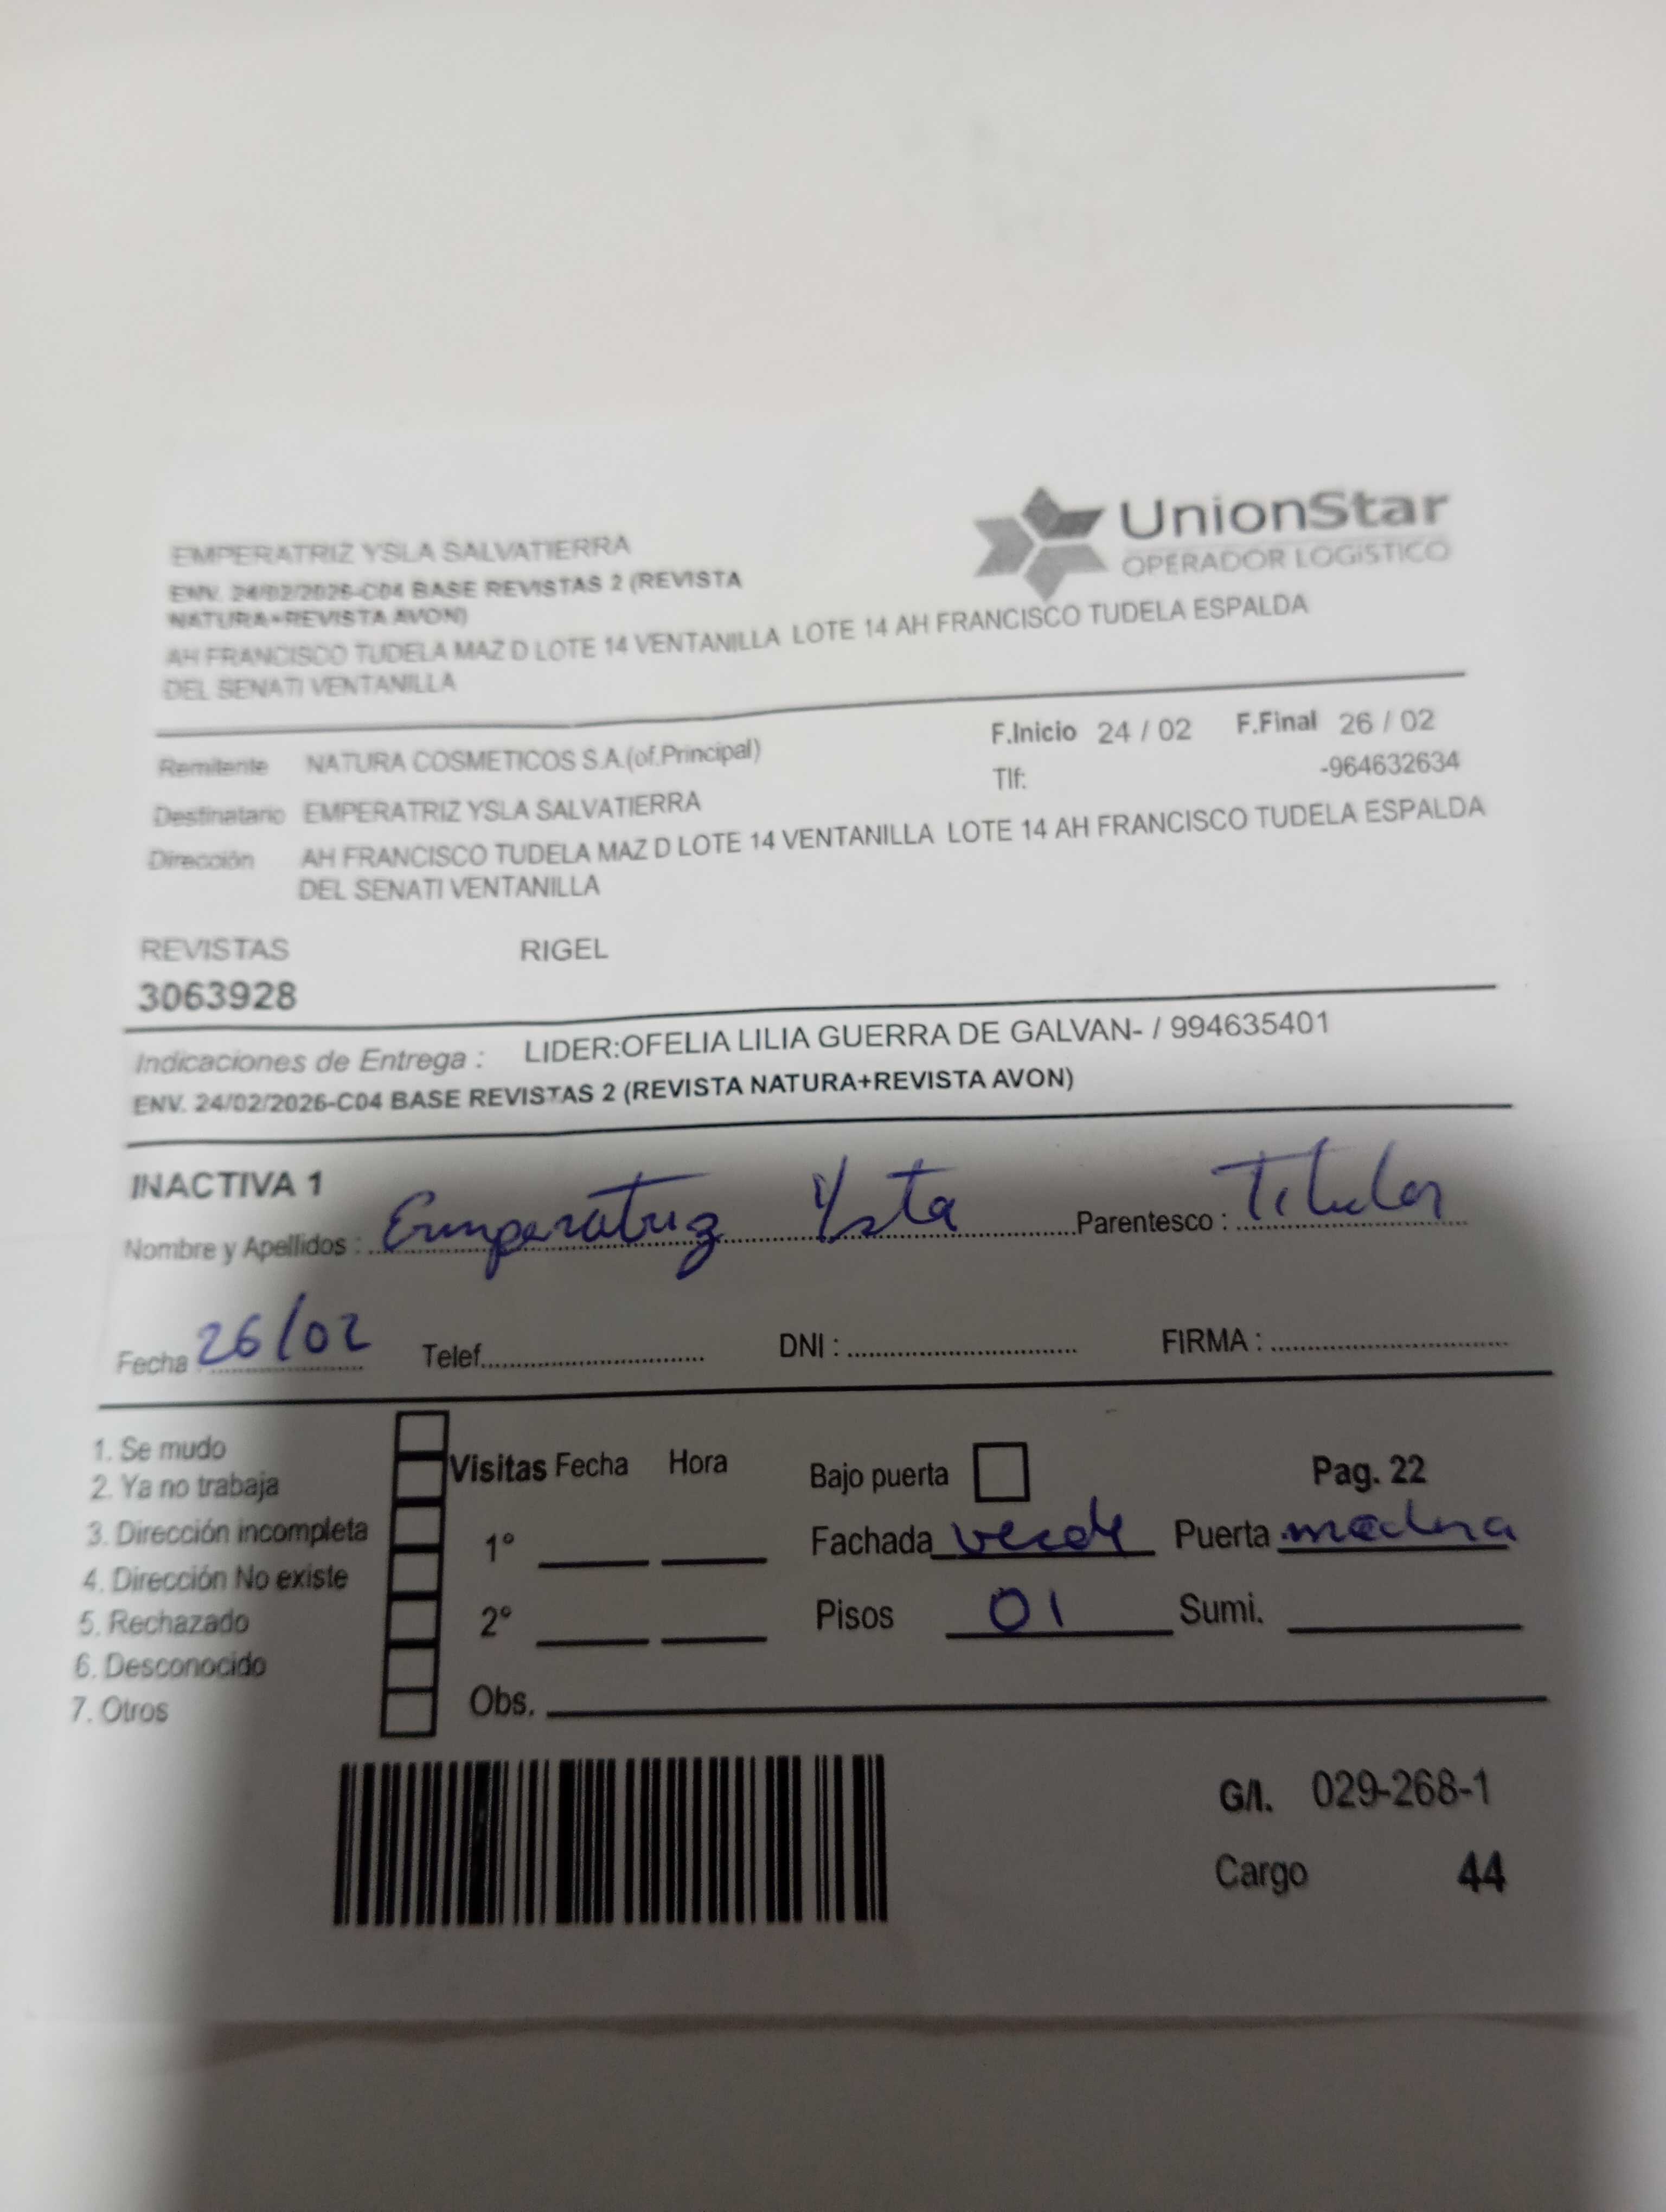 UnionStar
OPERADOR LOGÍSTICO
EMPERATRIZ YSLA SALVATIERRA
ENV. 24/02/2026-C04 BASE REVISTAS 2 (REVISTA
NATURA+REVISTA AVON)
AH FRANCISCO TUDELA MAZ D LOTE 14 VENTANILLA LOTE 14 AH FRANCISCO TUDELA ESPALDA
DEL SENATI VENTANILLA
Remitente NATURA COSMETICOS S.A.(of.Principal) F.Inicio 24 / 02 F.Final 26 / 02
Tlf: -964632634
Destinatario EMPERATRIZ YSLA SALVATIERRA
Dirección AH FRANCISCO TUDELA MAZ D LOTE 14 VENTANILLA LOTE 14 AH FRANCISCO TUDELA ESPALDA
DEL SENATI VENTANILLA
REVISTAS RIGEL
3063928
Indicaciones de Entrega : LIDER:OFELIA LILIA GUERRA DE GALVAN- / 994635401
ENV. 24/02/2026-C04 BASE REVISTAS 2 (REVISTA NATURA+REVISTA AVON)
INACTIVA 1
Nombre y Apellidos : Emperatriz Ysla Parentesco : Titular
Fecha : 26/02 Telef. DNI : FIRMA :
1. Se mudo
2. Ya no trabaja
3. Dirección incompleta
4. Dirección No existe
5. Rechazado
6. Desconocido
7. Otros
Visitas Fecha Hora Bajo puerta Pag. 22
1° Fachada verde Puerta madera
2° Pisos 01 Sumi.
Obs.
G/I. 029-268-1
Cargo 44